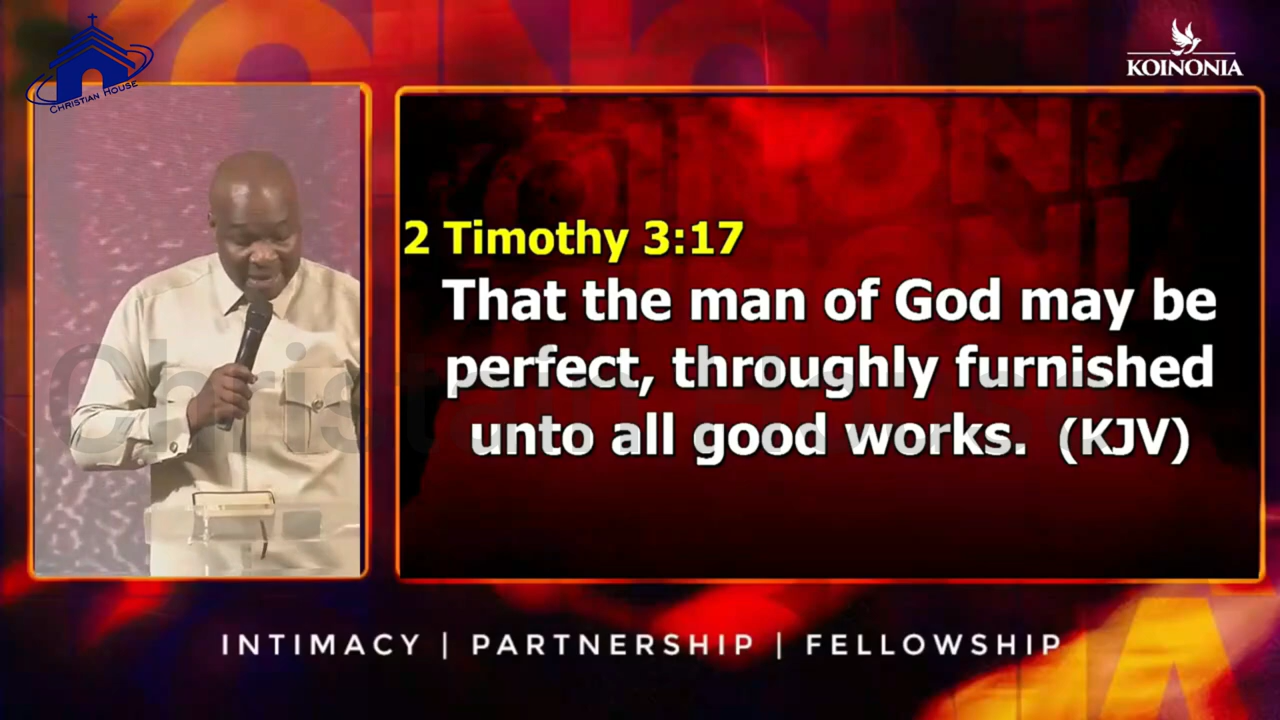 CHRISTIAN HOUSE
KOINONIA
2 Timothy 3:17
That the man of God may be
perfect, throughly furnished
unto all good works. (KJV)
INTIMACY | PARTNERSHIP | FELLOWSHIP